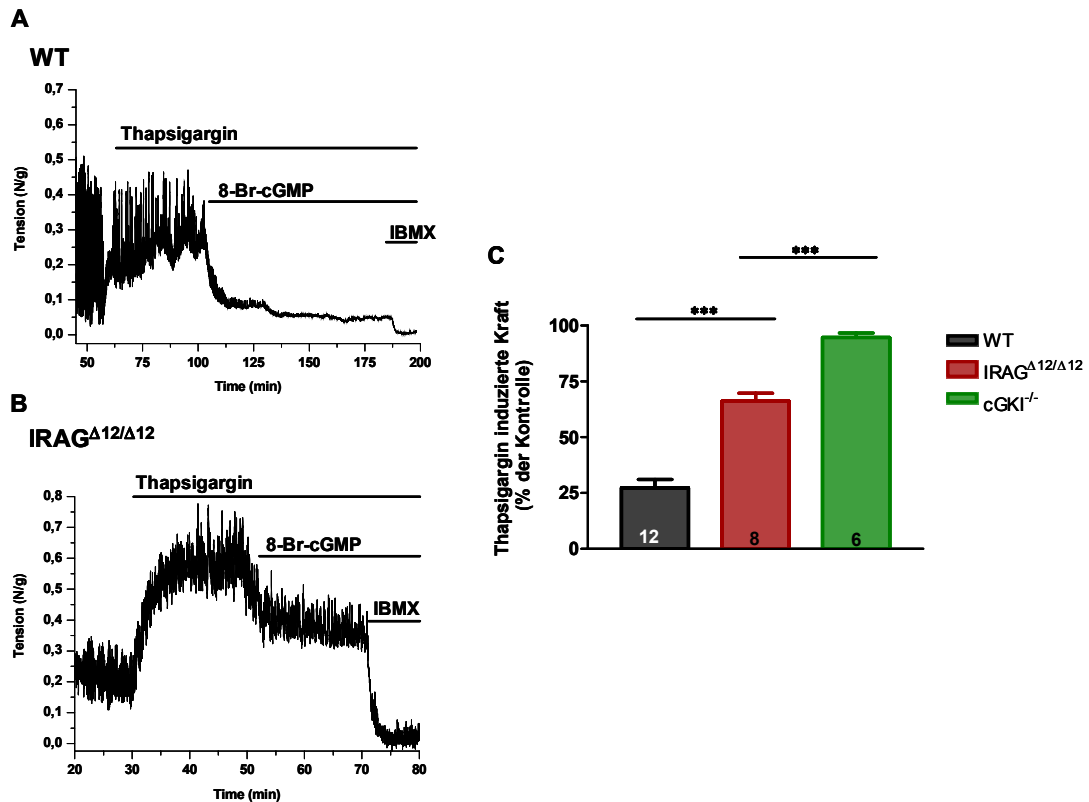 A
WT
0,7
0,6
0,5
0,4
0,3
0,2
0,1
0,0
Tension (N/g)
Thapsigargin
8-Br-cGMP
IBMX
50 75 100 125 150 175 200
Time (min)
B
IRAGΔ12/Δ12
0,8
0,7
0,6
0,5
0,4
0,3
0,2
0,1
0,0
Tension (N/g)
Thapsigargin
8-Br-cGMP
IBMX
20 30 40 50 60 70 80
Time (min)
C
***
***
100
75
50
25
0
Thapsigargin induzierte Kraft
(% der Kontrolle)
12 8 6
WT
IRAGΔ12/Δ12
cGKI-/-